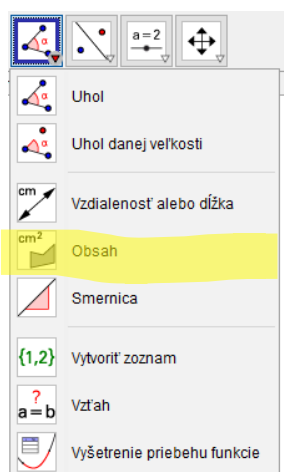 α
a = 2
α
Uhol
α
Uhol danej veľkosti
cm
Vzdialenosť alebo dĺžka
cm²
Obsah
Smernica
{1,2}
Vytvoriť zoznam
?
a=b
Vzťah
Vyšetrenie priebehu funkcie